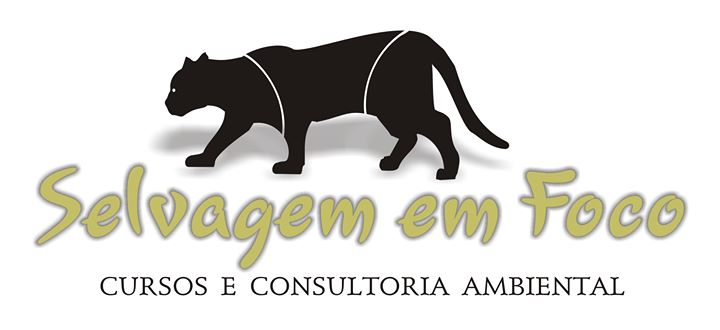 Selvagem em Foco
CURSOS E CONSULTORIA AMBIENTAL